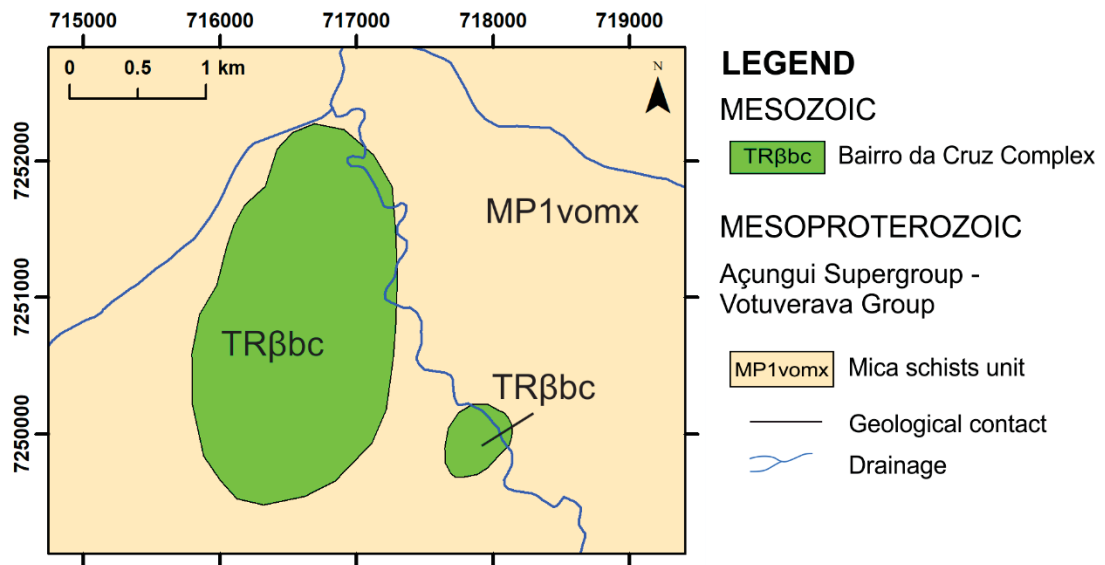 715000 716000 717000 718000 719000
0 0.5 1 km
N
7252000
7251000
7250000
MP1vomx
TRβbc
TRβbc
LEGEND
MESOZOIC
TRβbc Bairro da Cruz Complex
MESOPROTEROZOIC
Açungui Supergroup -
Votuverava Group
MP1vomx Mica schists unit
Geological contact
Drainage